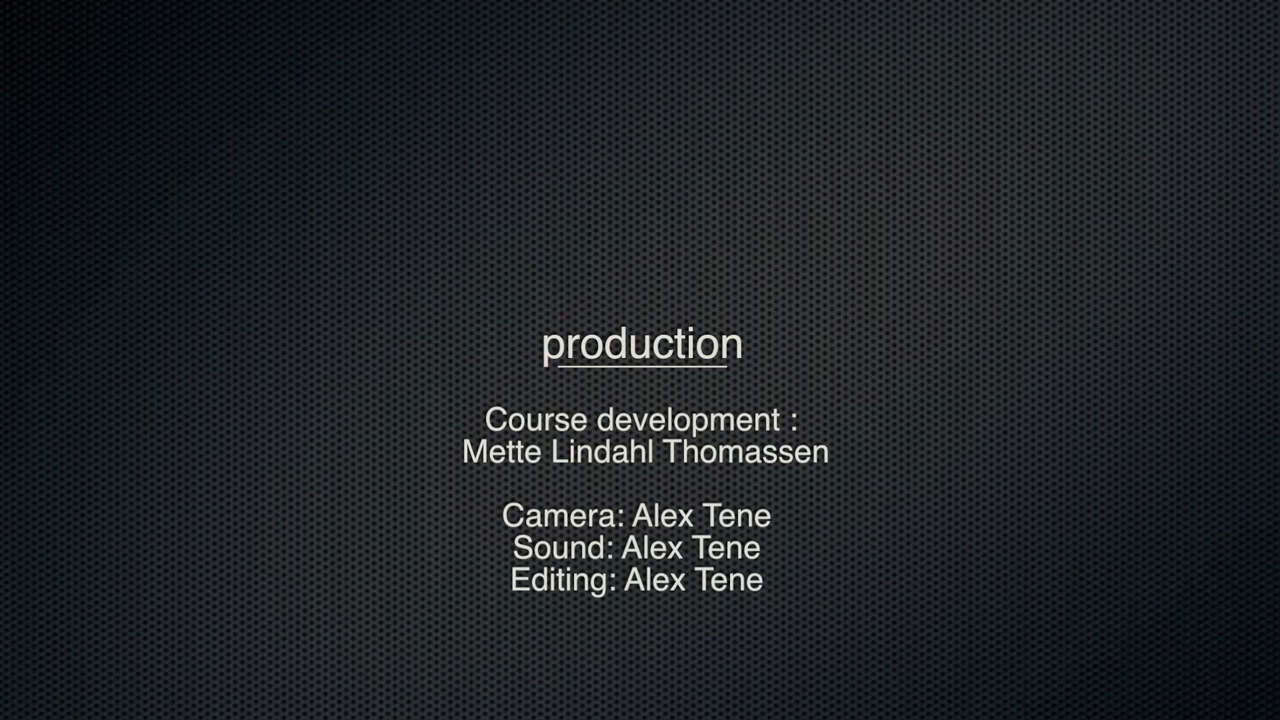 production
Course development :
Mette Lindahl Thomassen
Camera: Alex Tene
Sound: Alex Tene
Editing: Alex Tene